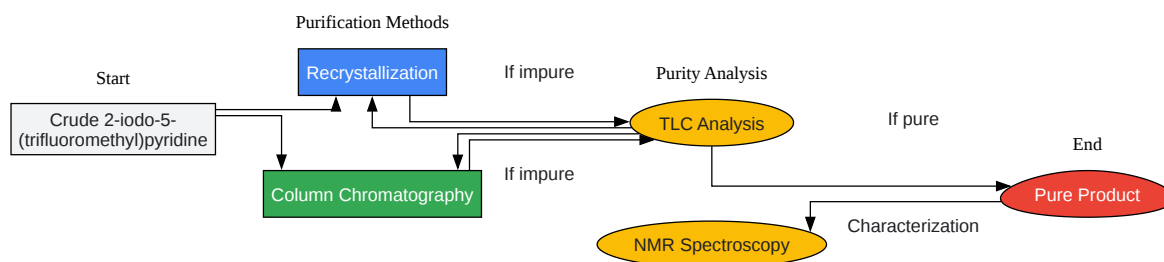 Purification Methods
Recrystallization
If impure
Start
Purity Analysis
Crude 2-iodo-5-
(trifluoromethyl)pyridine
TLC Analysis
If pure
End
If impure
Column Chromatography
Pure Product
Characterization
NMR Spectroscopy